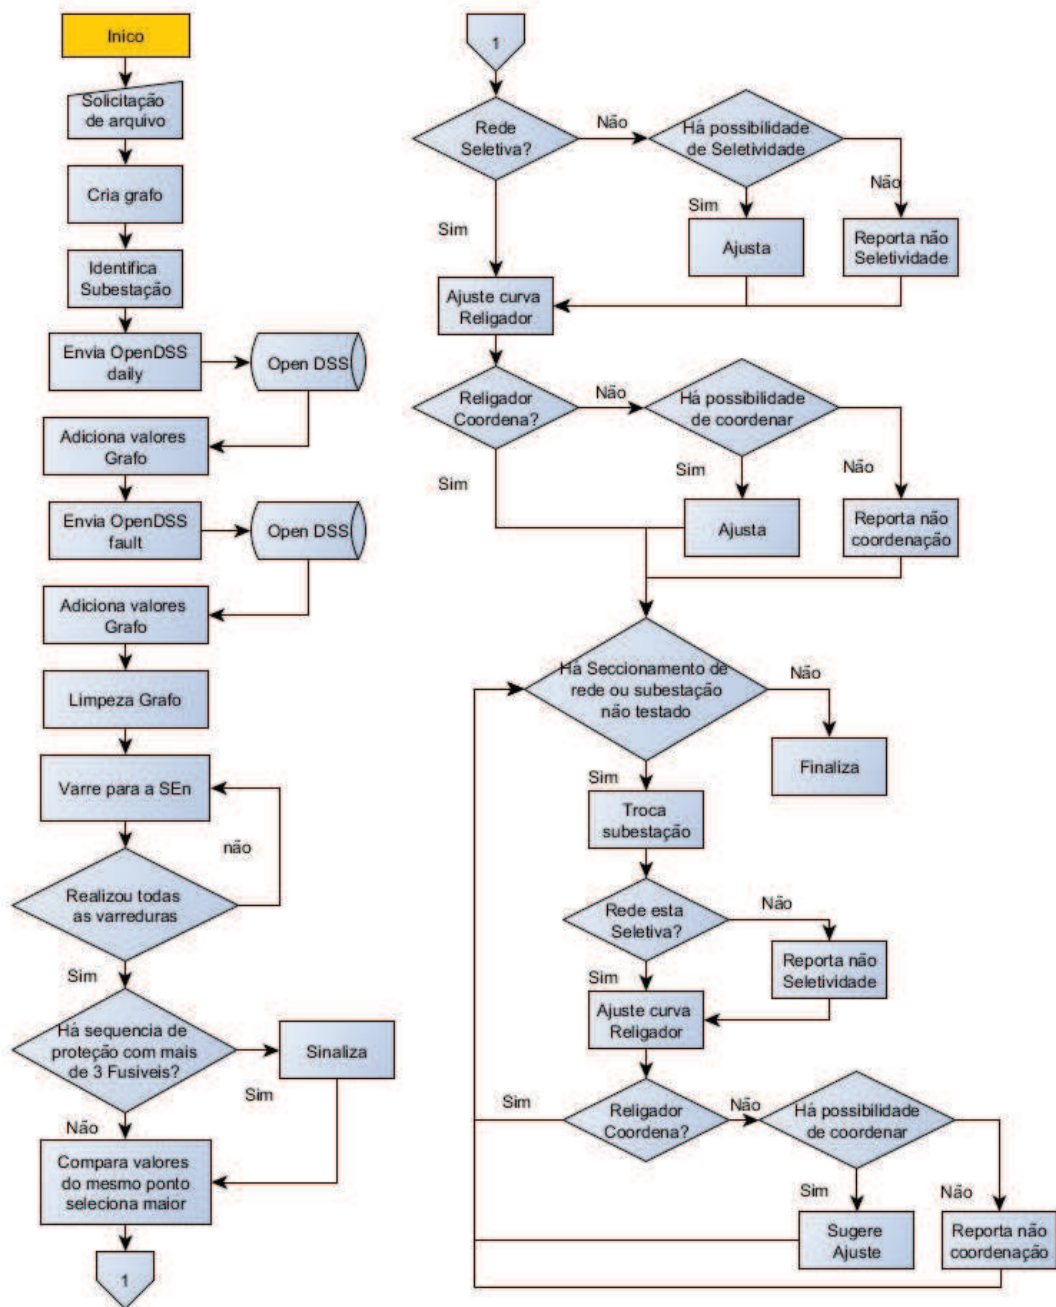 Inico
Solicitação
de arquivo
Cria grafo
Identifica
Subestação
Envia OpenDSS
daily
Open DSS
Adiciona valores
Grafo
Envia OpenDSS
fault
Open DSS
Adiciona valores
Grafo
Limpeza Grafo
Varre para a SEn
não
Realizou todas
as varreduras
Sim
Há sequencia de
proteção com mais
de 3 Fusiveis?
Sinaliza
Sim
Não
Compara valores
do mesmo ponto
seleciona maior
1
1
Rede
Seletiva?
Não
Há possibilidade
de Seletividade
Não
Sim
Sim
Ajusta
Reporta não
Seletividade
Ajuste curva
Religador
Religador
Coordena?
Não
Há possibilidade
de coordenar
Sim
Sim
Não
Ajusta
Reporta não
coordenação
Há Seccionamento de
rede ou subestação
não testado
Não
Finaliza
Sim
Troca
subestação
Rede esta
Seletiva?
Não
Reporta não
Seletividade
Sim
Ajuste curva
Religador
Sim
Religador
Coordena?
Não
Há possibilidade
de coordenar
Sim
Não
Sugere
Ajuste
Reporta não
coordenação